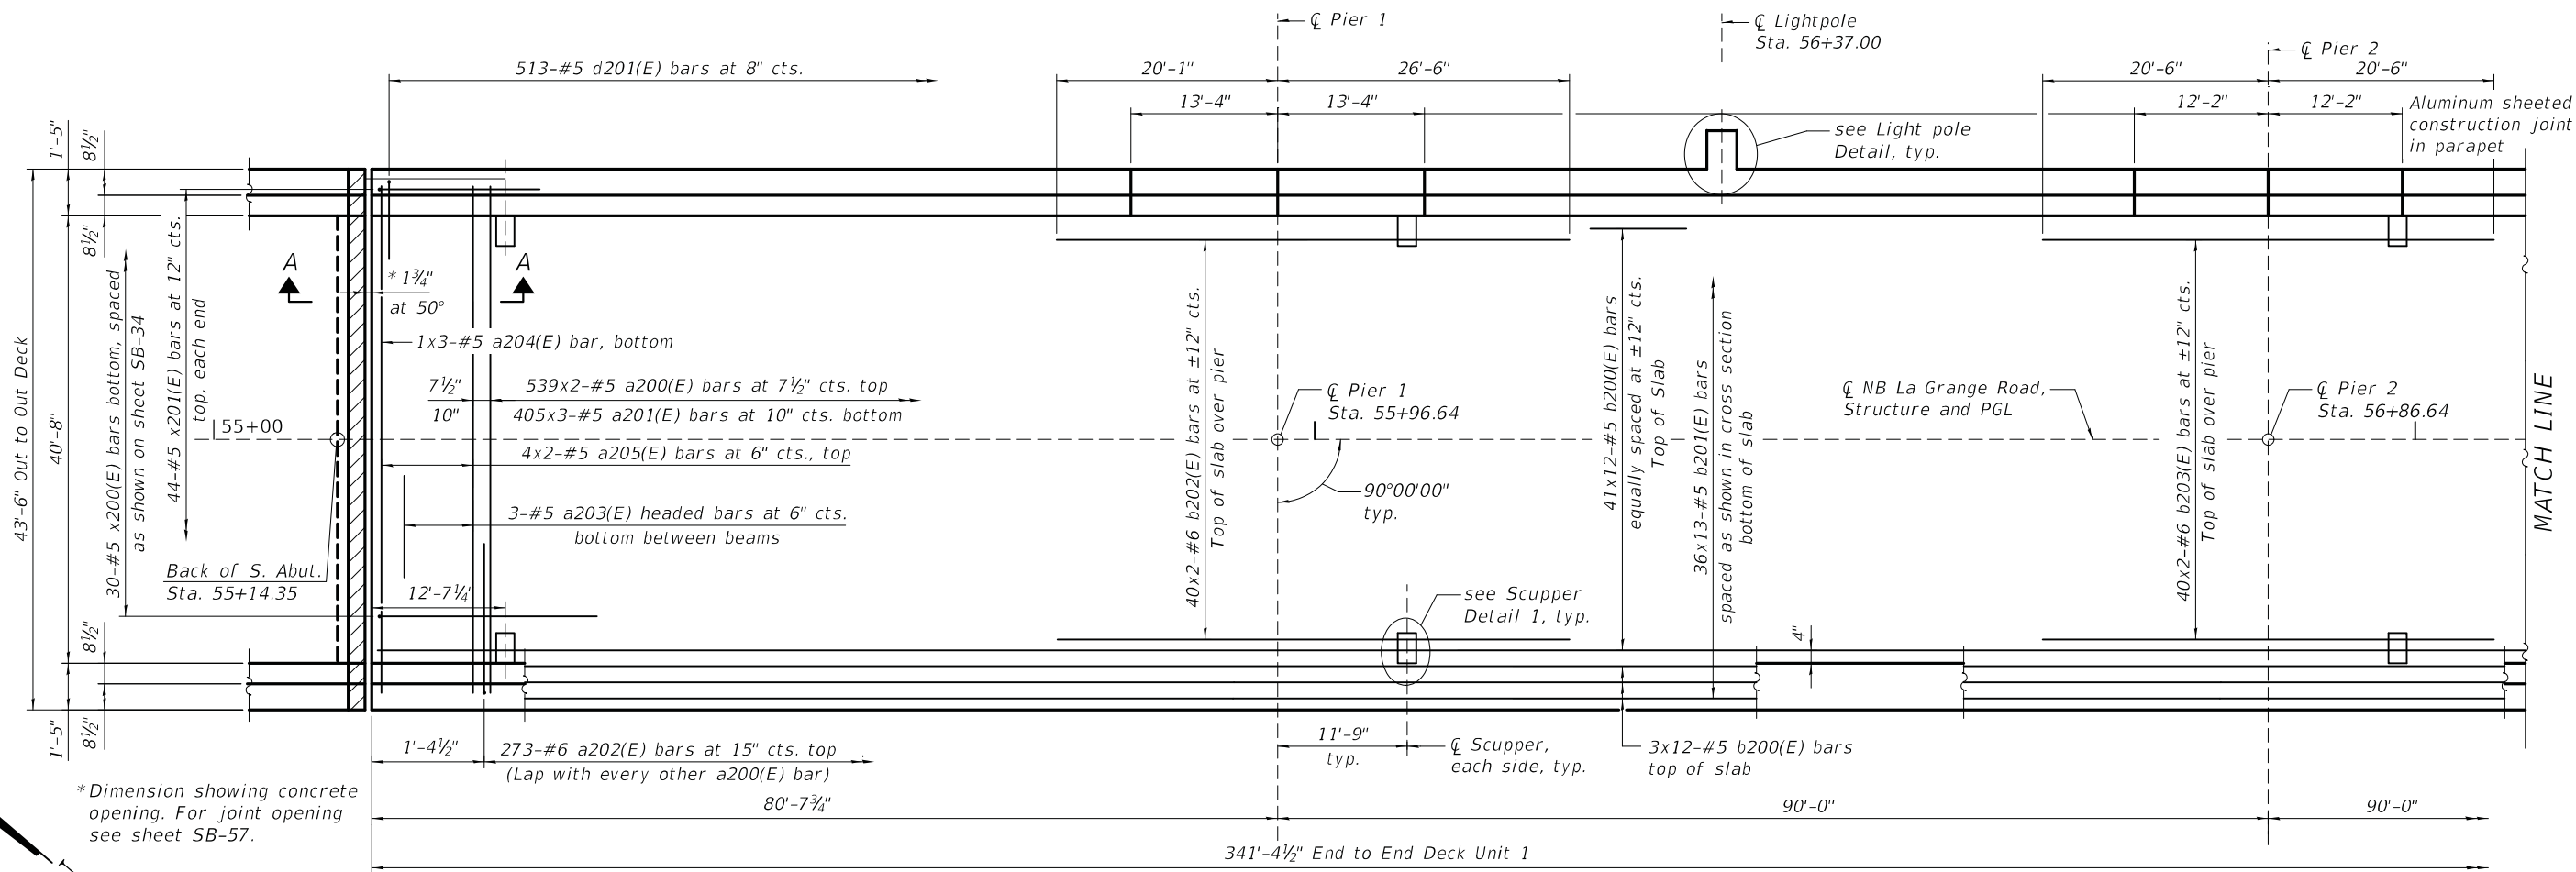 ℄ Pier 1
℄ Lightpole
Sta. 56+37.00
℄ Pier 2
513-#5 d201(E) bars at 8" cts.
20'-1"
26'-6"
20'-6"
20'-6"
13'-4"
13'-4"
12'-2"
12'-2"
Aluminum sheeted
construction joint
in parapet
see Light pole
Detail, typ.
1'-5"
8½"
8½"
43'-6" Out to Out Deck
40'-8"
30-#5 x200(E) bars bottom, spaced
as shown on sheet SB-34
44-#5 x201(E) bars at 12" cts.
top, each end
A
A
* 1¾"
at 50°
1x3-#5 a204(E) bar, bottom
7½"
539x2-#5 a200(E) bars at 7½" cts. top
10"
405x3-#5 a201(E) bars at 10" cts. bottom
55+00
4x2-#5 a205(E) bars at 6" cts., top
3-#5 a203(E) headed bars at 6" cts.
bottom between beams
Back of S. Abut.
Sta. 55+14.35
12'-7¼"
40x2-#6 b202(E) bars at ±12" cts.
Top of slab over pier
℄ Pier 1
Sta. 55+96.64
90°00'00"
typ.
41x12-#5 b200(E) bars
equally spaced at ±12" cts.
Top of Slab
36x13-#5 b201(E) bars
spaced as shown in cross section
bottom of slab
℄ NB La Grange Road,
Structure and PGL
40x2-#6 b203(E) bars at ±12" cts.
Top of slab over pier
℄ Pier 2
Sta. 56+86.64
MATCH LINE
see Scupper
Detail 1, typ.
4"
8½"
8½"
1'-5"
1'-4½"
273-#6 a202(E) bars at 15" cts. top
(Lap with every other a200(E) bar)
11'-9"
typ.
℄ Scupper,
each side, typ.
3x12-#5 b200(E) bars
top of slab
*Dimension showing concrete
opening. For joint opening
see sheet SB-57.
80'-7¾"
90'-0"
90'-0"
341'-4½" End to End Deck Unit 1